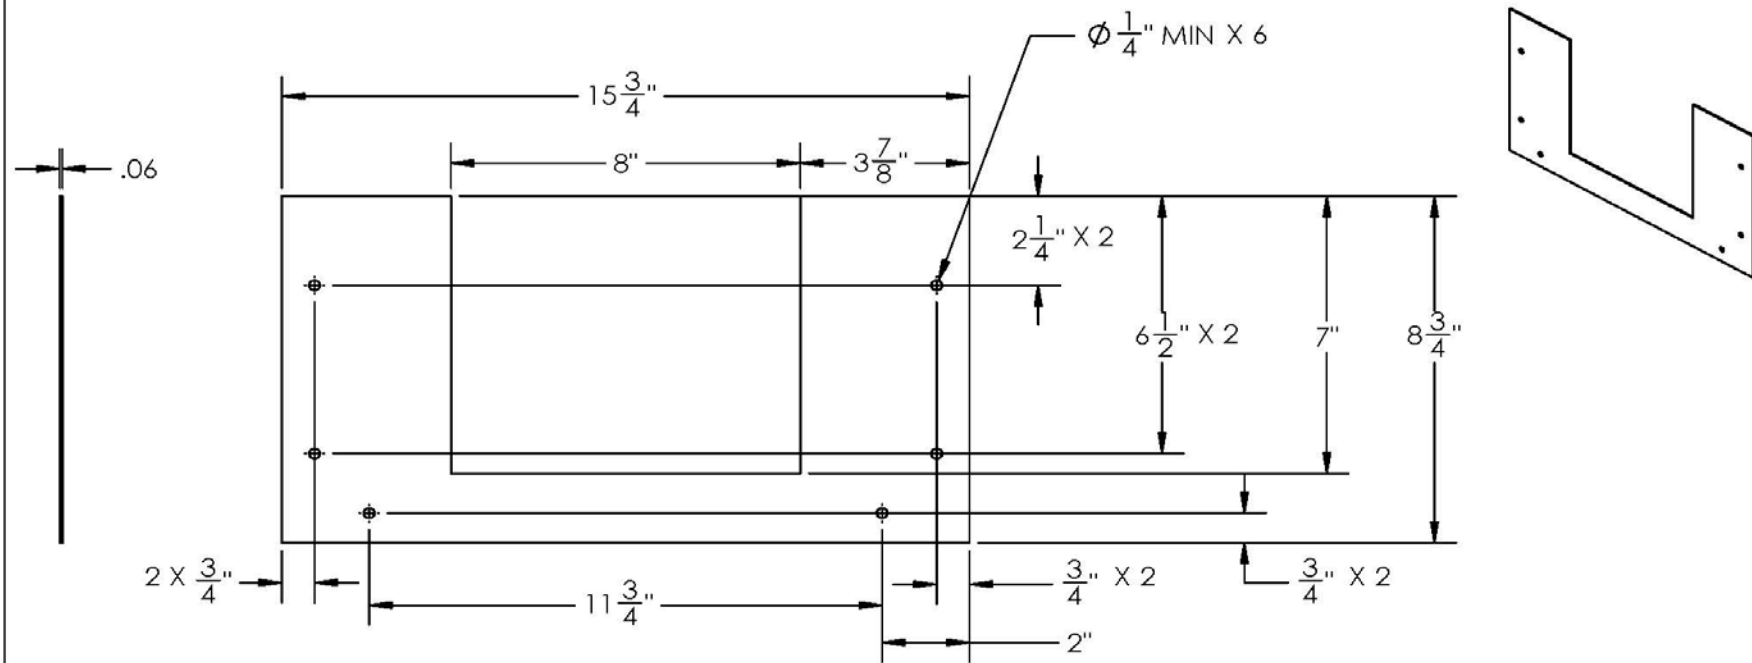 Ø 1/4" MIN X 6
15 3/4"
.06
8"
3 7/8"
2 1/4" X 2
6 1/2" X 2
7"
8 3/4"
2 X 3/4"
11 3/4"
3/4" X 2
3/4" X 2
2"